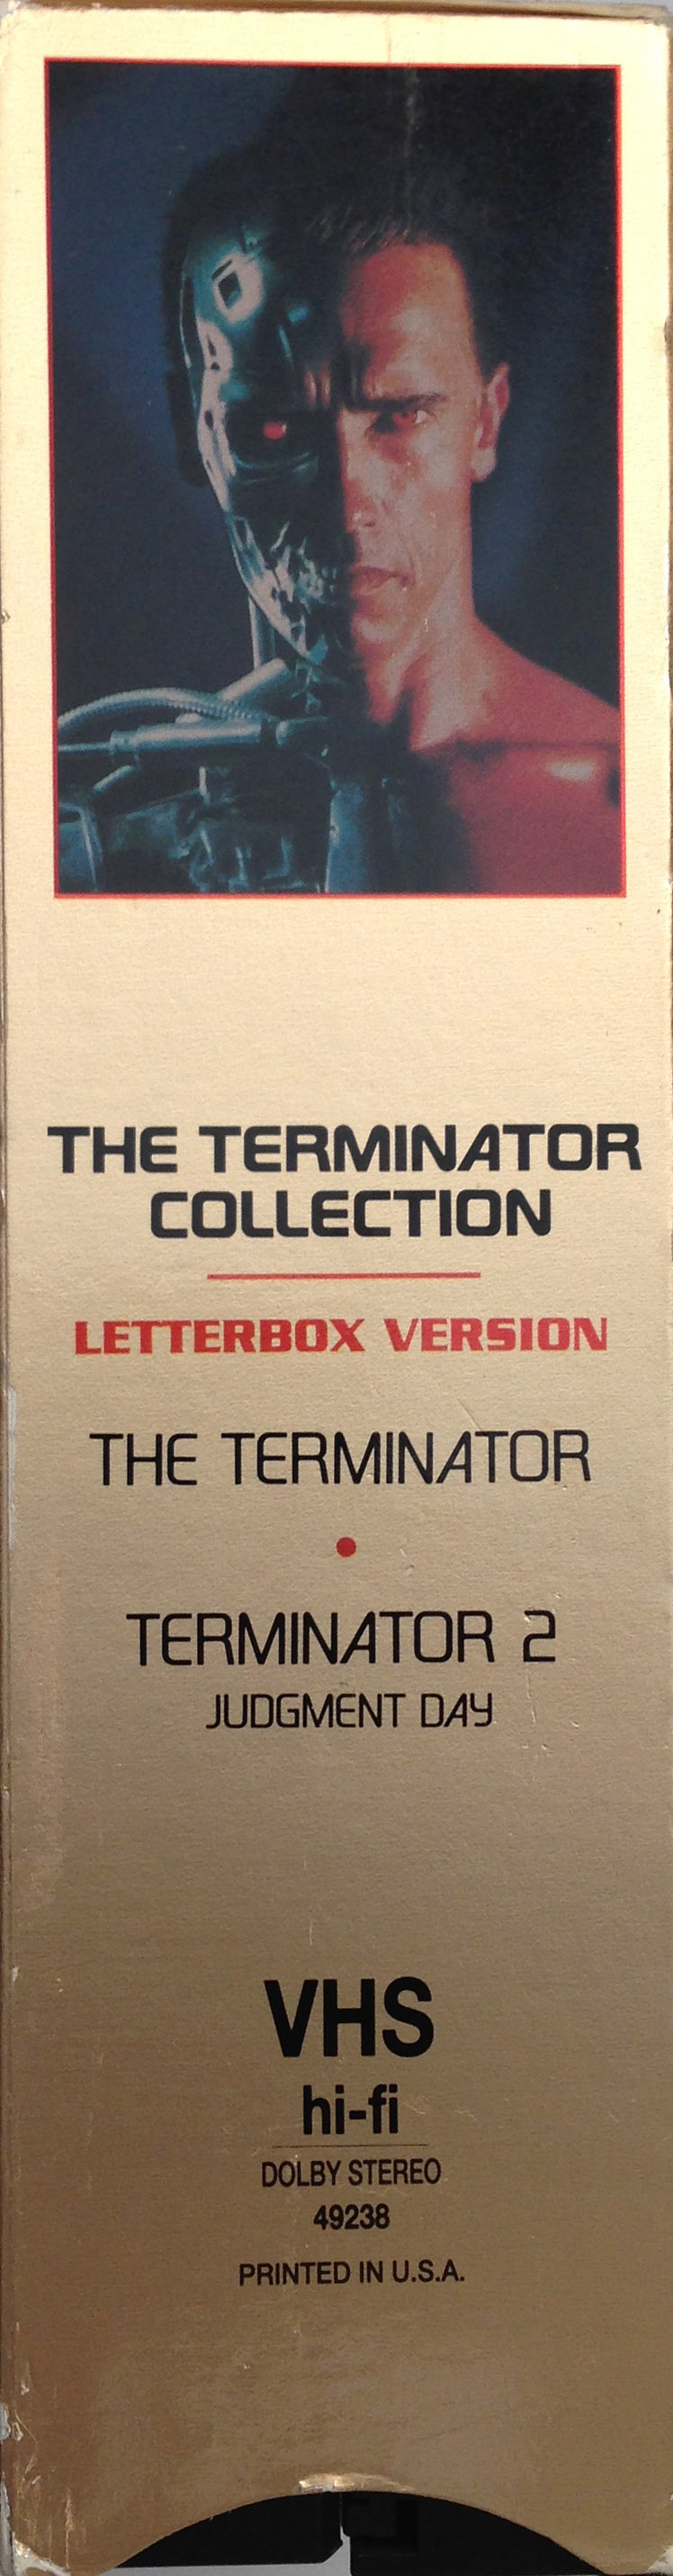 THE TERMINATOR
COLLECTION
LETTERBOX VERSION
THE TERMINATOR
TERMINATOR 2
JUDGMENT DAY
VHS
hi-fi
DOLBY STEREO
49238
PRINTED IN U.S.A.